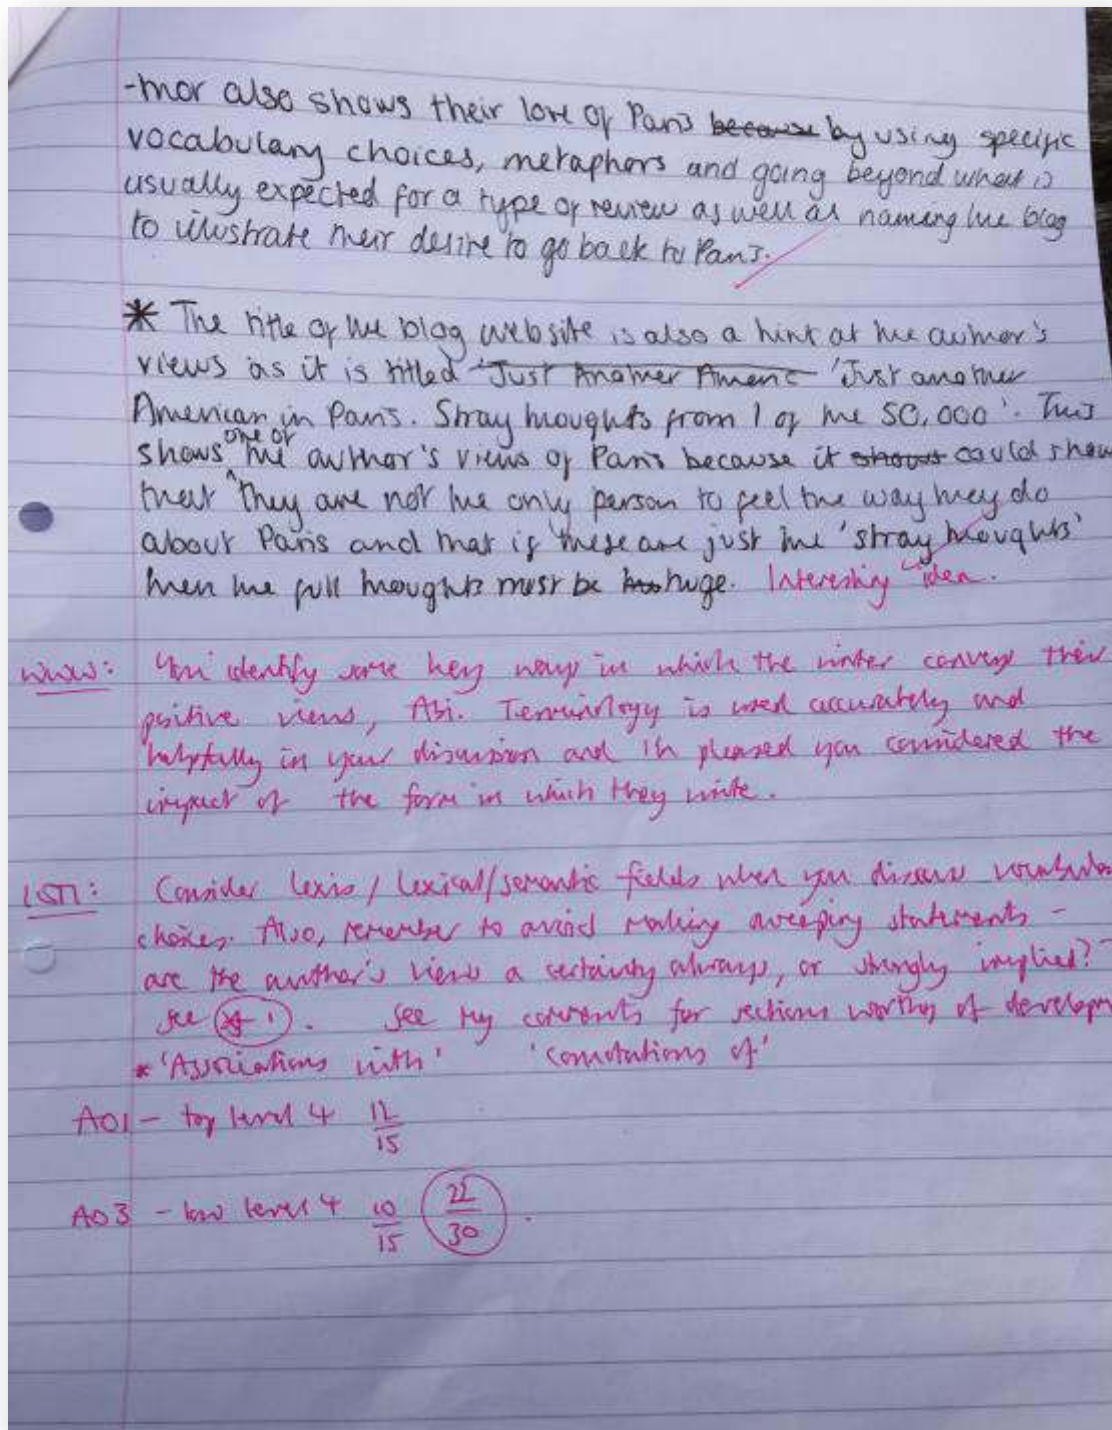 -mor also shows their love of Paris because by using specific
vocabulary choices, metaphors and going beyond what is
usually expected for a type of review as well as naming the blog
to illustrate their desire to go back to Paris.
* The title of the blog website is also a hint at the author's
views as it is titled 'Just Another Americ 'Just another
American in Paris. Stray thoughts from 1 of the 50,000'. This
shows one of the author's views of Paris because it shows could show
that they are not the only person to feel the way they do
about Paris and that if these are just the 'stray thoughts'
then the full thoughts must be huge. Interesting idea.
WWW: You identify some key ways in which the writer conveys their
positive views, Abi. Terminology is used accurately and
helpfully in your discussion and I'm pleased you considered the
impact of the form in which they write.
Consider lexis / lexical/semantic fields when you discuss vocabula
choices. Also, remember to avoid making sweeping statements -
are the author's views a certainty always, or strongly implied? -
see *1. See my comments for sections worthy of develop
* 'Associations with' 'connotations of'
AO1 - top level 4 12/15
AO3 - low level 4 10/15 22/30.